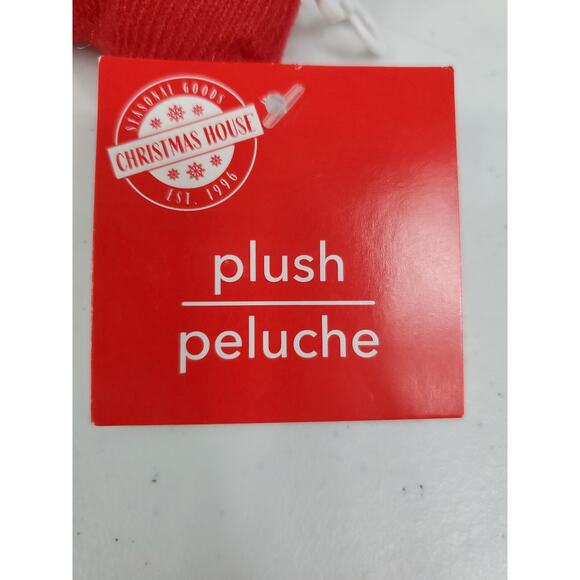 SEASONAL GOODS
CHRISTMAS HOUSE
EST. 1996
plush
peluche